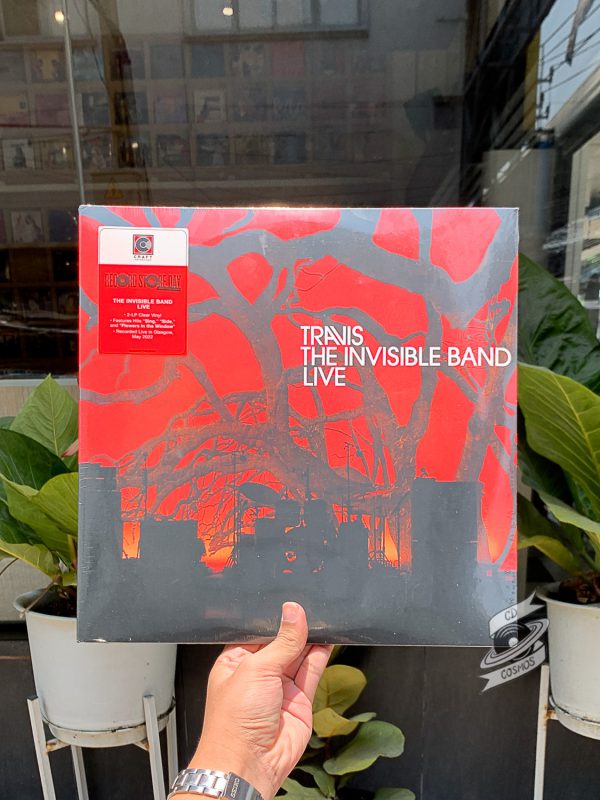 CRAFT
RECORD STORE DAY
THE INVISIBLE BAND
LIVE
• 2-LP Clear Vinyl
• Features Hits "Sing," "Side,"
and "Flowers in the Window"
• Recorded Live in Glasgow,
May 2022
TRAVIS
THE INVISIBLE BAND
LIVE
CD
COSMOS